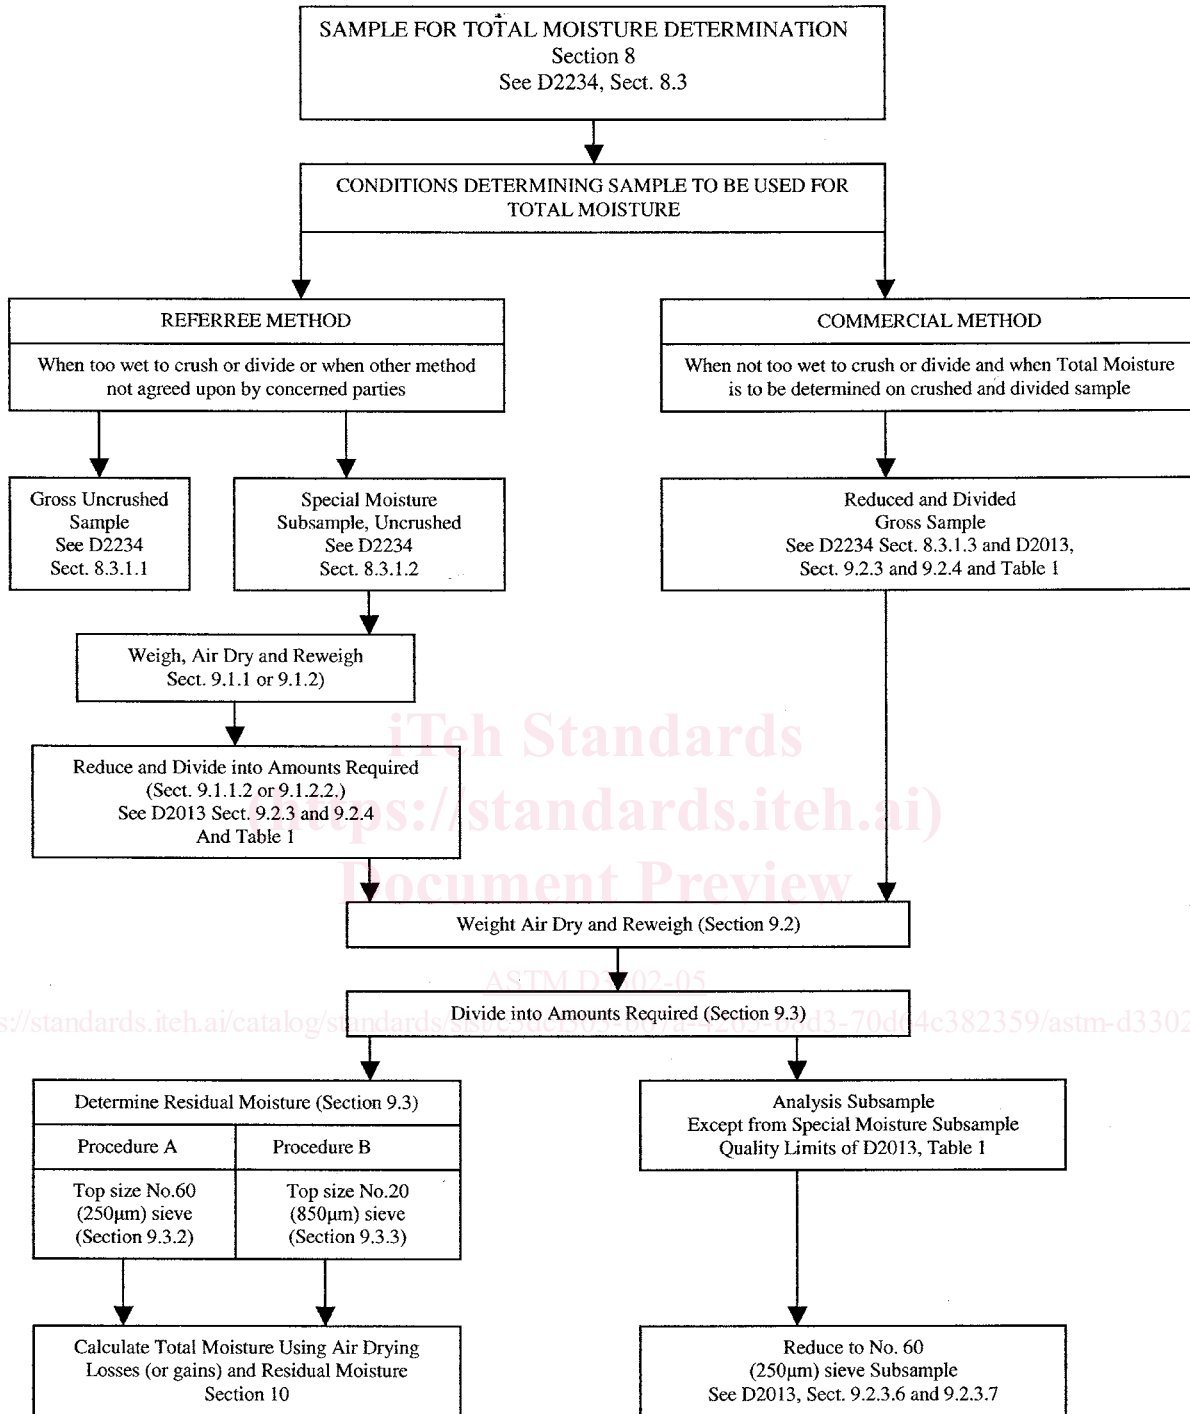 SAMPLE FOR TOTAL MOISTURE DETERMINATION
Section 8
See D2234, Sect. 8.3
CONDITIONS DETERMINING SAMPLE TO BE USED FOR
TOTAL MOISTURE
REFERREE METHOD
When too wet to crush or divide or when other method
not agreed upon by concerned parties
COMMERCIAL METHOD
When not too wet to crush or divide and when Total Moisture
is to be determined on crushed and divided sample
Gross Uncrushed
Sample
See D2234
Sect. 8.3.1.1
Special Moisture
Subsample, Uncrushed
See D2234
Sect. 8.3.1.2
Reduced and Divided
Gross Sample
See D2234 Sect. 8.3.1.3 and D2013,
Sect. 9.2.3 and 9.2.4 and Table 1
Weigh, Air Dry and Reweigh
Sect. 9.1.1 or 9.1.2)
iTeh Standards
(https://standards.iteh.ai)
Document Preview
Reduce and Divide into Amounts Required
(Sect. 9.1.1.2 or 9.1.2.2.)
See D2013 Sect. 9.2.3 and 9.2.4
And Table 1
Weight Air Dry and Reweigh (Section 9.2)
ASTM D3302-05
Divide into Amounts Required (Section 9.3)
Determine Residual Moisture (Section 9.3)
Procedure A
Procedure B
Top size No.60
(250µm) sieve
(Section 9.3.2)
Top size No.20
(850µm) sieve
(Section 9.3.3)
Analysis Subsample
Except from Special Moisture Subsample
Quality Limits of D2013, Table 1
Calculate Total Moisture Using Air Drying
Losses (or gains) and Residual Moisture
Section 10
Reduce to No. 60
(250µm) sieve Subsample
See D2013, Sect. 9.2.3.6 and 9.2.3.7